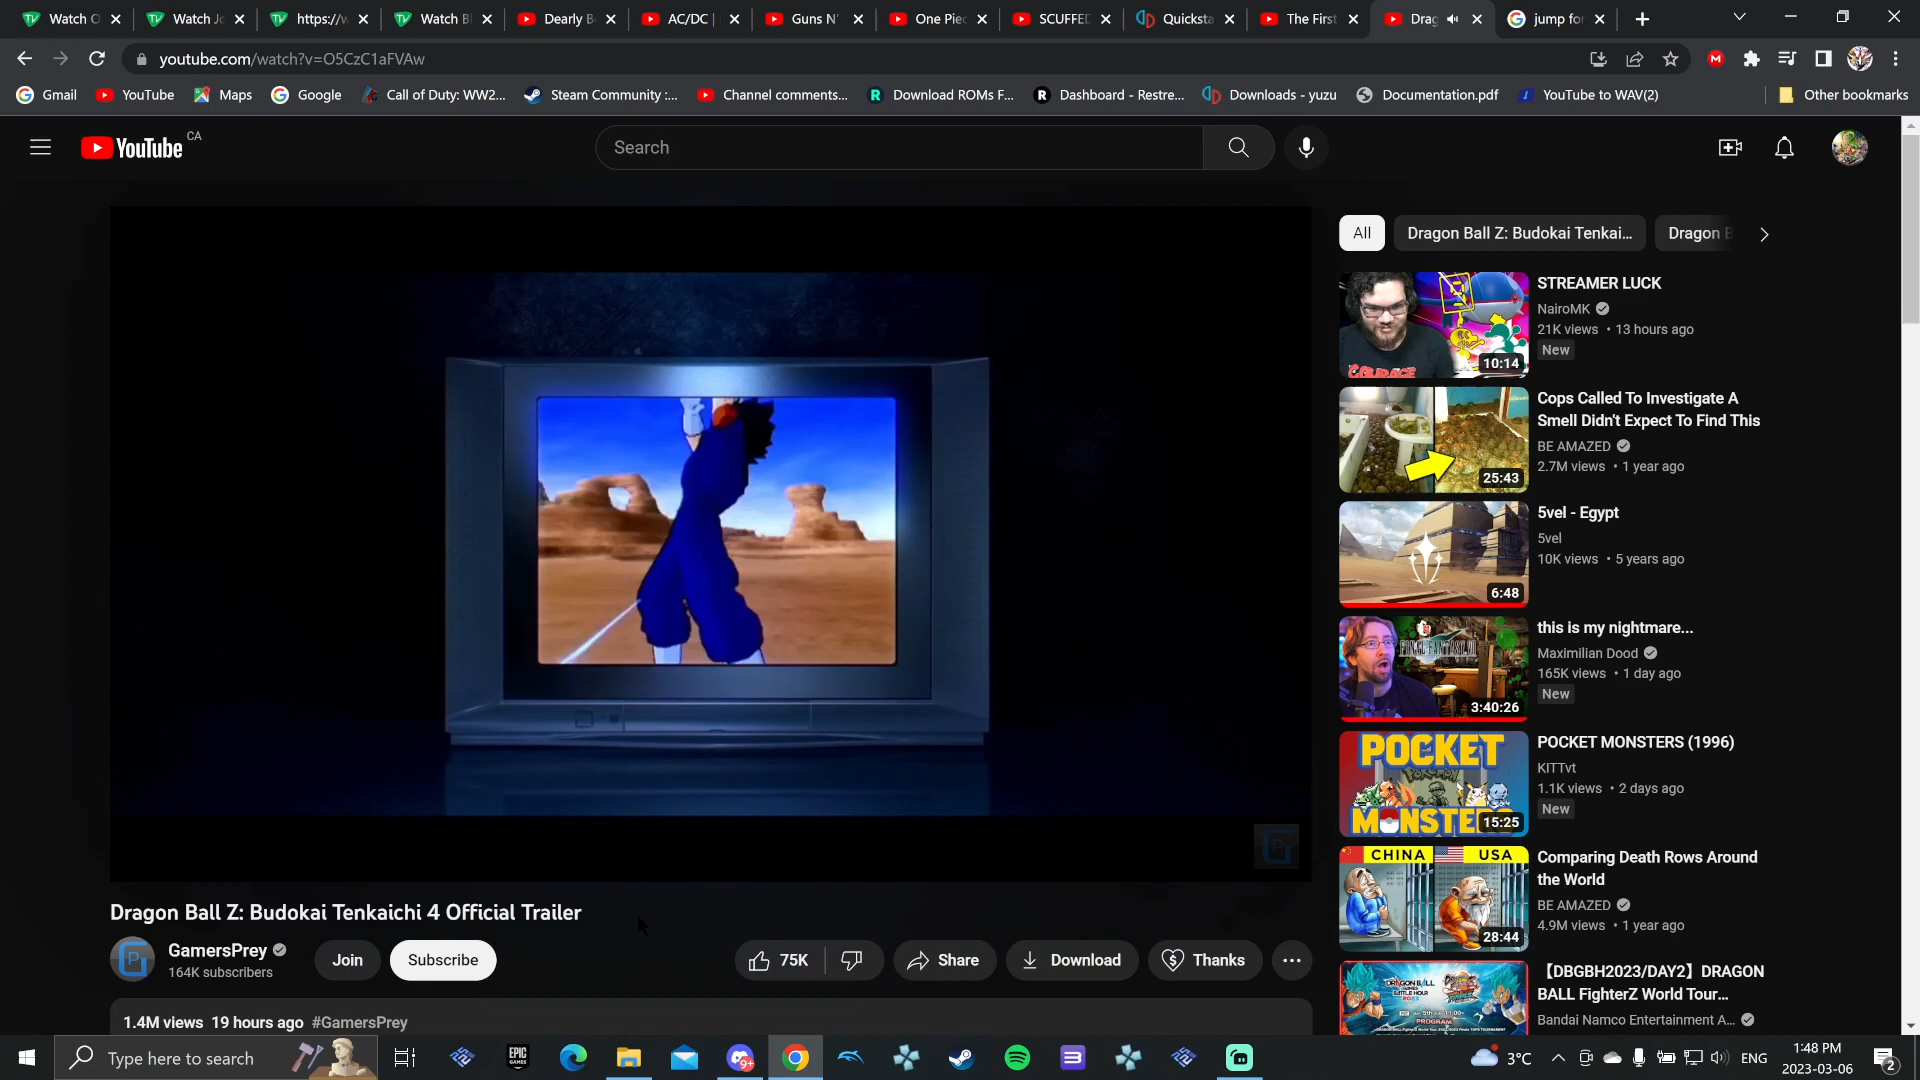 Watch O
Watch Jo
https://w
Watch Bl
Dearly B
AC/DC |
Guns N'
One Piec
SCUFFED
Quicksta
The First
Drag
jump for
youtube.com/watch?v=O5CzC1aFVAw
Gmail
YouTube
Maps
Google
Call of Duty: WW2...
Steam Community :...
Channel comments...
Download ROMs F...
Dashboard - Restre...
Downloads - yuzu
Documentation.pdf
YouTube to WAV(2)
Other bookmarks
YouTube CA
Search
All
Dragon Ball Z: Budokai Tenkai...
Dragon B
STREAMER LUCK
NairoMK
21K views • 13 hours ago
New
COURAGE
10:14
Cops Called To Investigate A
Smell Didn't Expect To Find This
BE AMAZED
2.7M views • 1 year ago
25:43
5vel - Egypt
5vel
10K views • 5 years ago
6:48
this is my nightmare...
Maximilian Dood
165K views • 1 day ago
New
FINAL FANTASY VII
3:40:26
POCKET MONSTERS (1996)
KITTvt
1.1K views • 2 days ago
New
POCKET
MONSTE
15:25
Comparing Death Rows Around
the World
BE AMAZED
4.9M views • 1 year ago
CHINA
USA
28:44
【DBGBH2023/DAY2】DRAGON
BALL FighterZ World Tour...
Bandai Namco Entertainment A...
Dragon Ball Z: Budokai Tenkaichi 4 Official Trailer
GamersPrey
164K subscribers
Join
Subscribe
75K
Share
Download
Thanks
1.4M views 19 hours ago #GamersPrey
Type here to search
EPIC
GAMES
9+
3°C
ENG
1:48 PM
2023-03-06
2